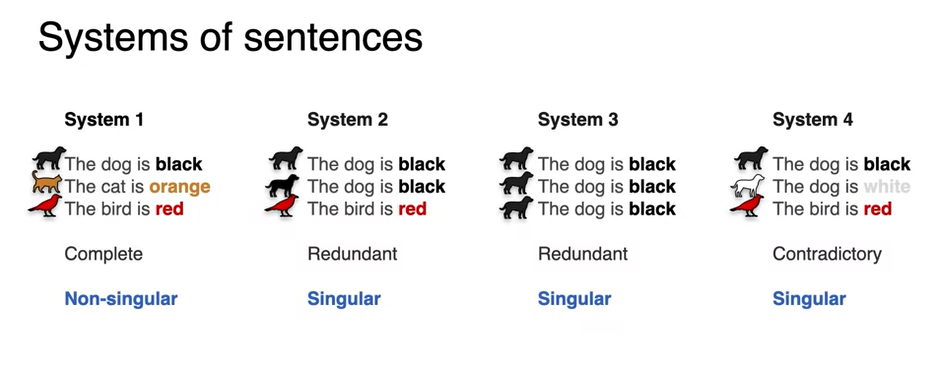 Systems of sentences
System 1
The dog is black
The cat is orange
The bird is red
Complete
Non-singular
System 2
The dog is black
The dog is black
The bird is red
Redundant
Singular
System 3
The dog is black
The dog is black
The dog is black
Redundant
Singular
System 4
The dog is black
The dog is white
The bird is red
Contradictory
Singular